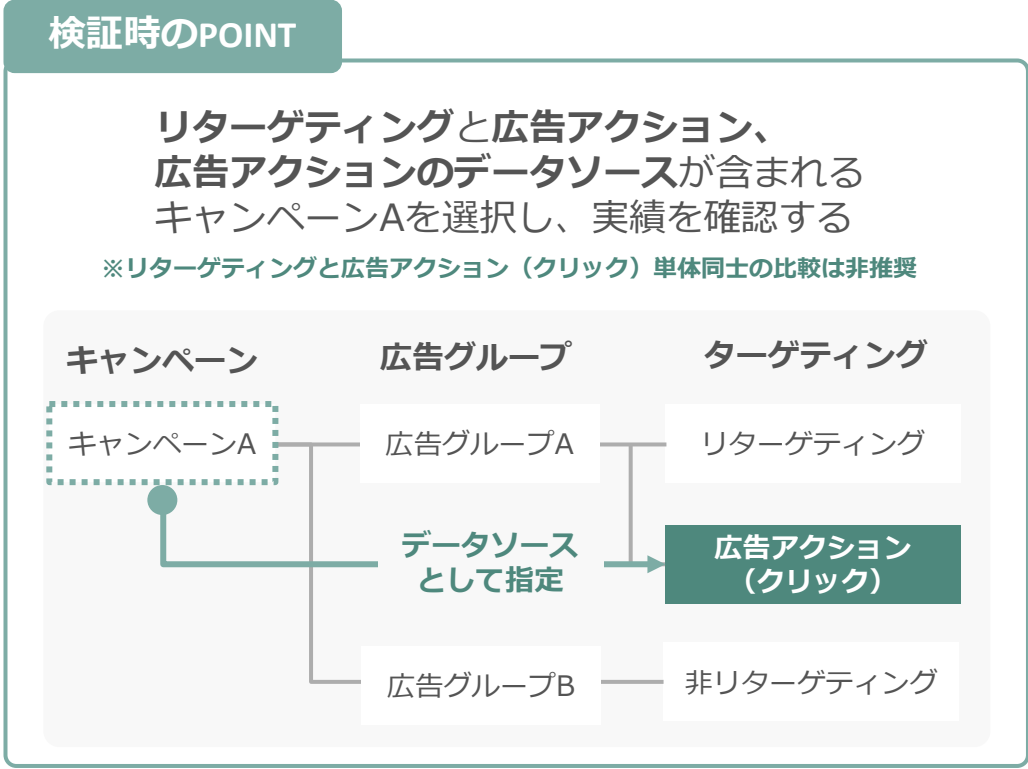 検証時のPOINT
リターゲティングと広告アクション、
広告アクションのデータソースが含まれる
キャンペーンAを選択し、実績を確認する
※リターゲティングと広告アクション（クリック）単体同士の比較は非推奨
キャンペーン
広告グループ
ターゲティング
キャンペーンA
広告グループA
リターゲティング
データソース
として指定
広告アクション
（クリック）
広告グループB
非リターゲティング